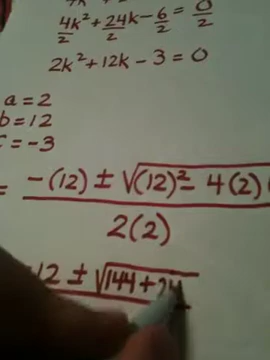 4k²/2 + 24k/2 - 6/2 = 0/2
2k² + 12k - 3 = 0
a = 2
b = 12
c = -3
= -(12) ± √(12)² - 4(2)
2(2)
12 ± √144 + 24